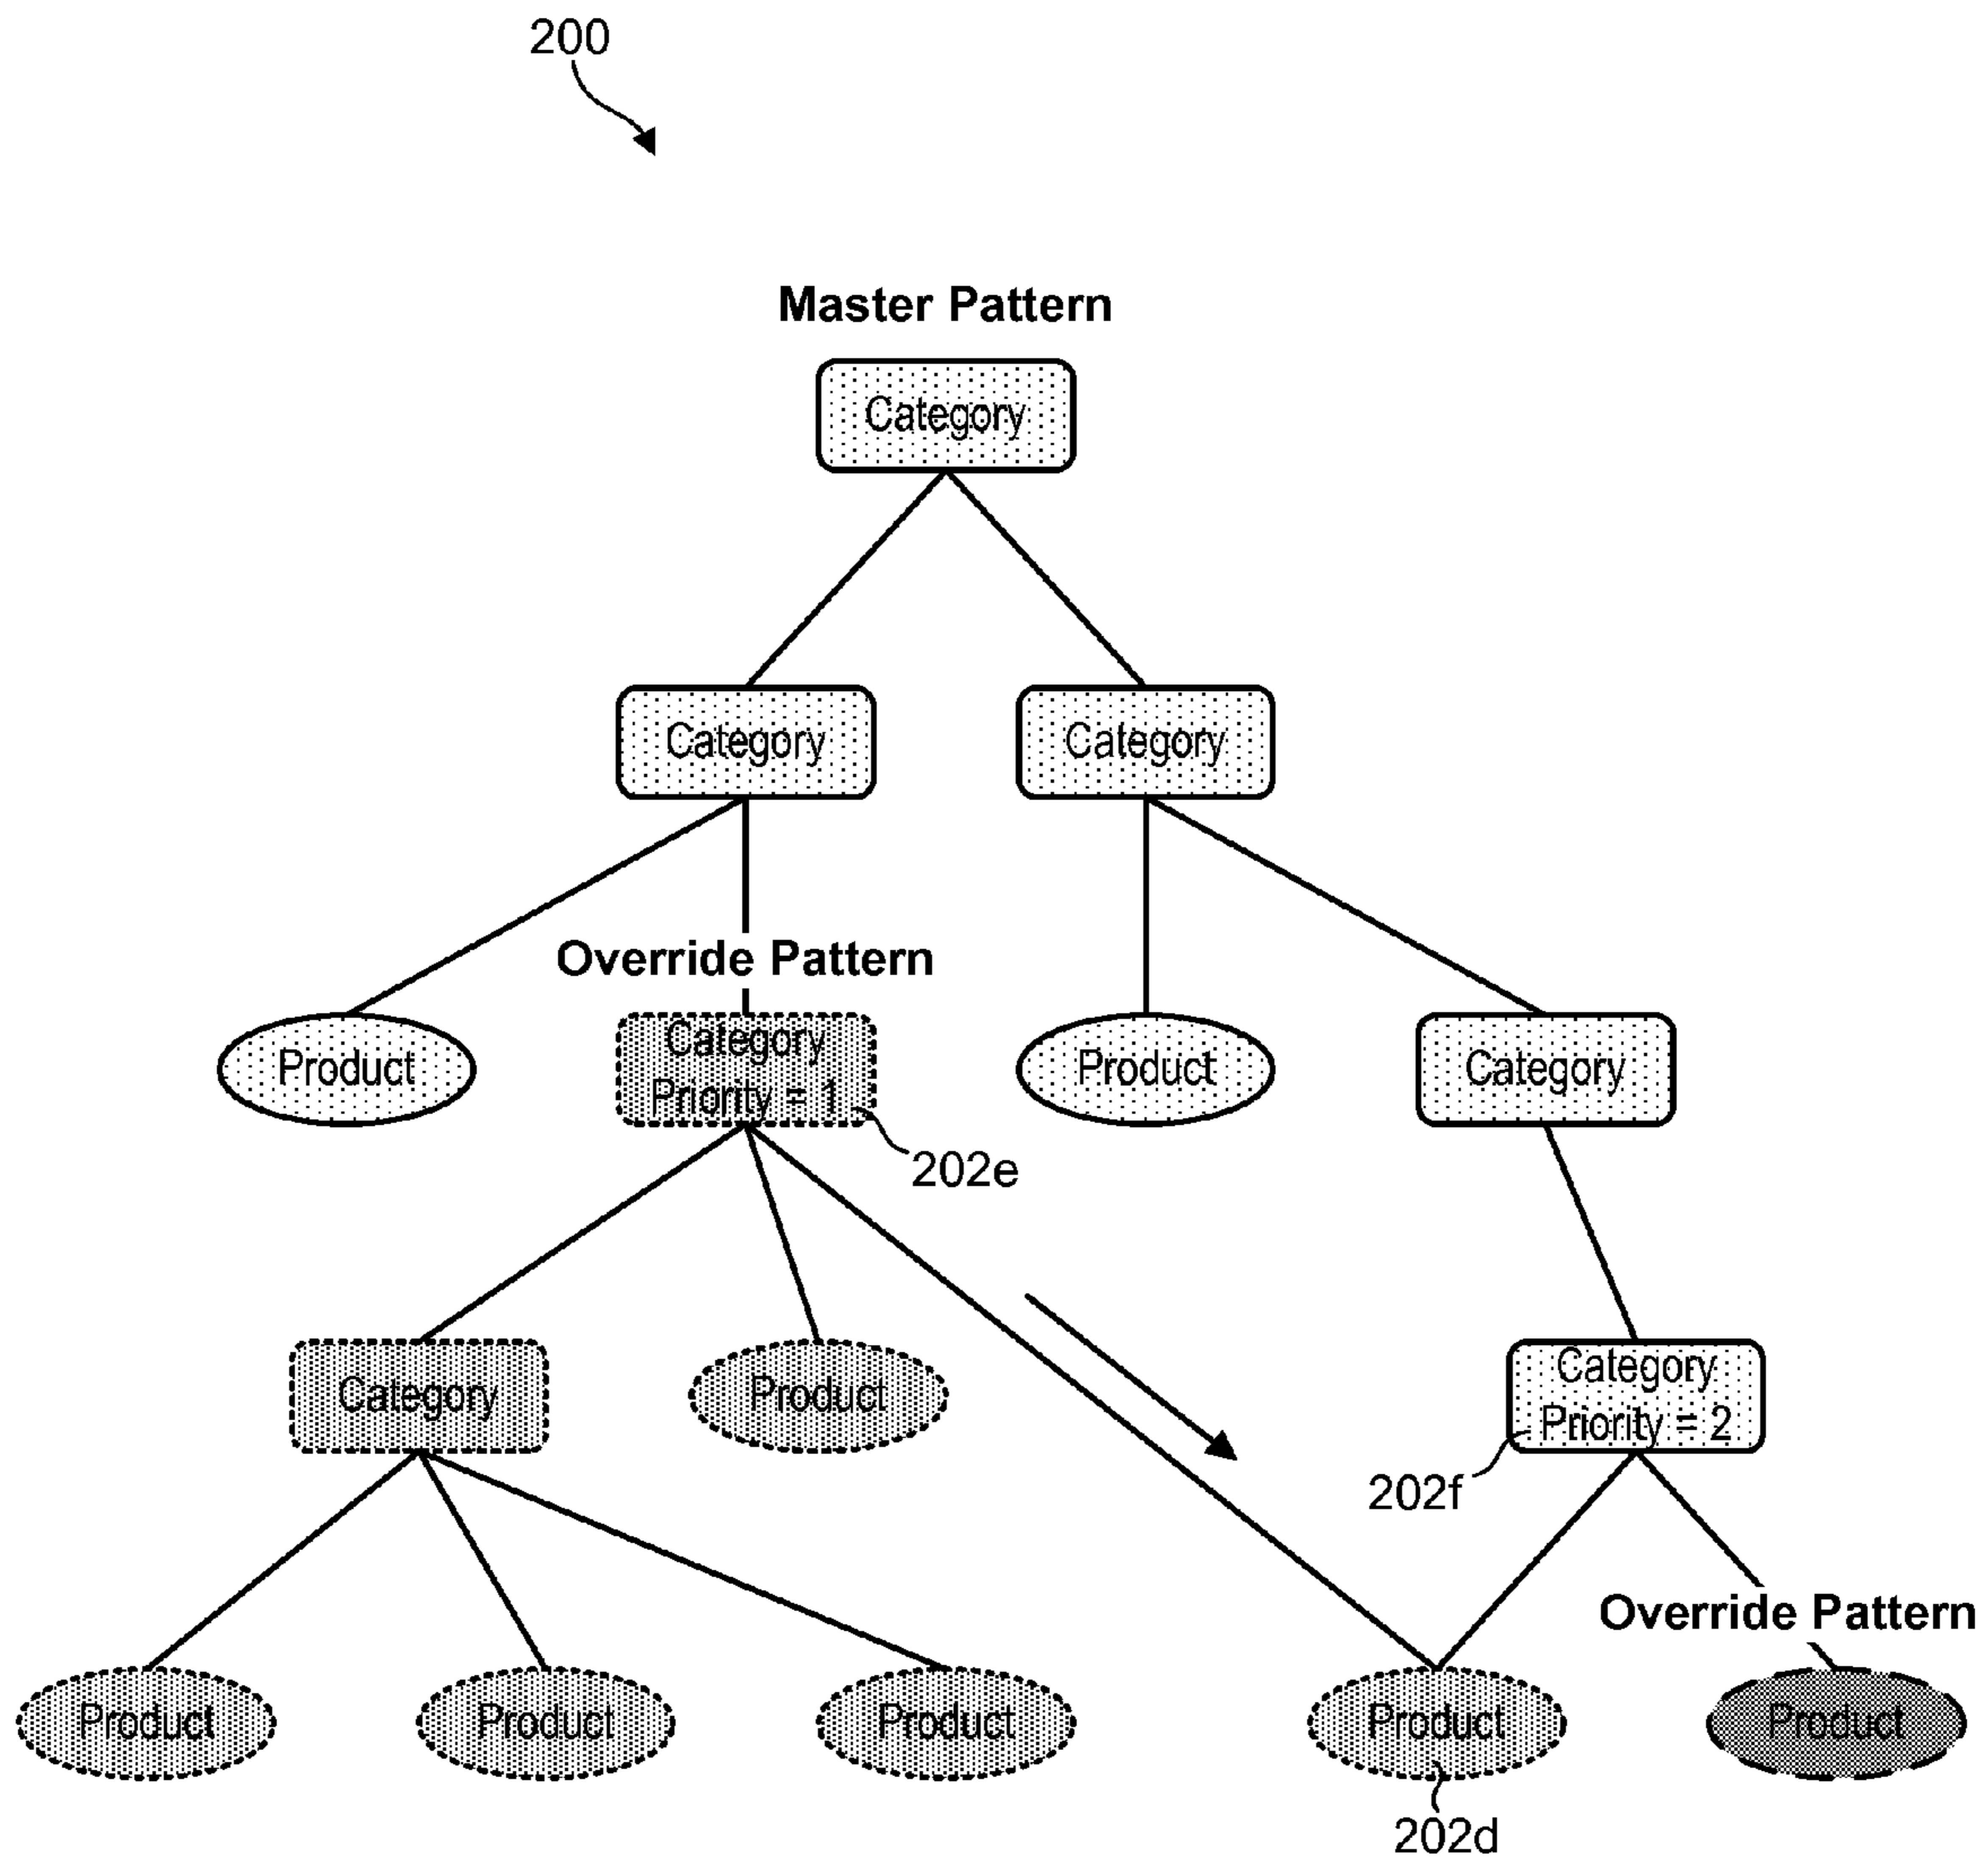 200
Master Pattern
Category
Category
Category
Override Pattern
Product
Category
Priority = 1
Product
Category
202e
Category
Product
Category
Priority = 2
202f
Override Pattern
Product
Product
Product
Product
Product
202d